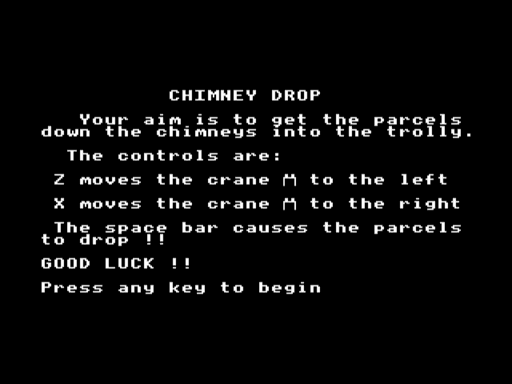 CHIMNEY DROP
Your aim is to get the parcels
down the chimneys into the trolly.
The controls are:
Z moves the crane to the left
X moves the crane to the right
The space bar causes the parcels
to drop !!
GOOD LUCK !!
Press any key to begin